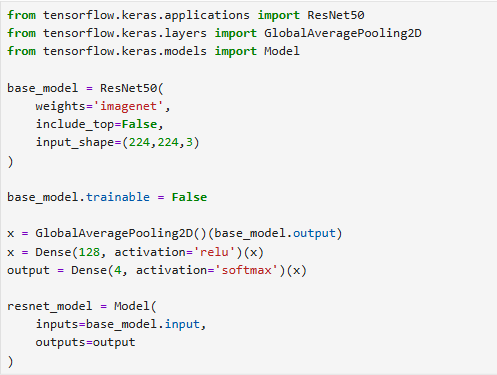 from tensorflow.keras.applications import ResNet50
from tensorflow.keras.layers import GlobalAveragePooling2D
from tensorflow.keras.models import Model

base_model = ResNet50(
    weights='imagenet',
    include_top=False,
    input_shape=(224,224,3)
)

base_model.trainable = False

x = GlobalAveragePooling2D()(base_model.output)
x = Dense(128, activation='relu')(x)
output = Dense(4, activation='softmax')(x)

resnet_model = Model(
    inputs=base_model.input,
    outputs=output
)